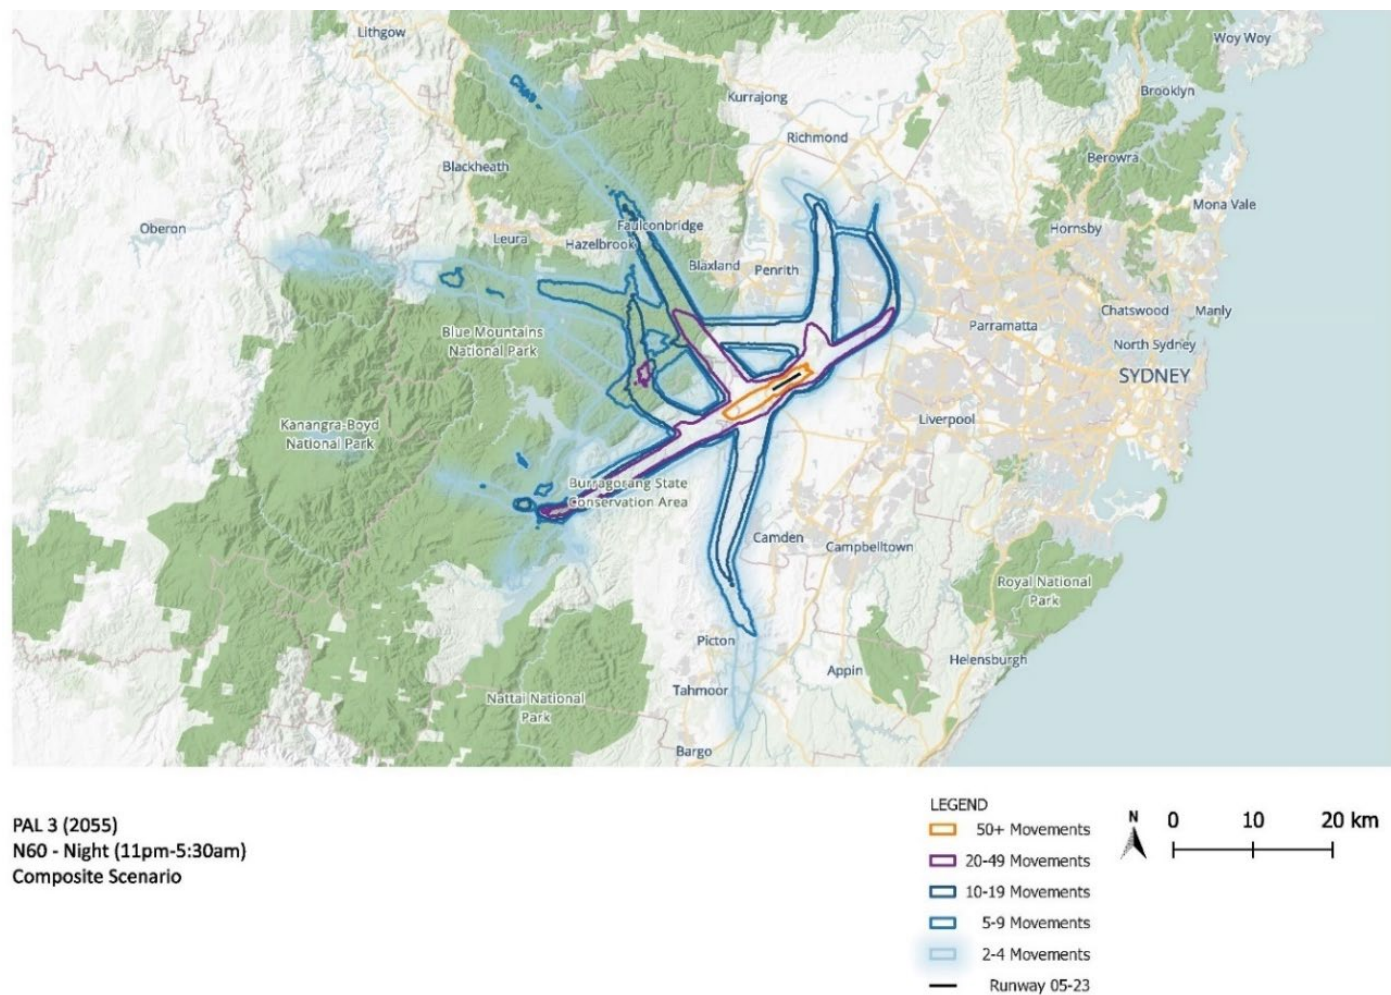 Lithgow
Woy Woy
Kurrajong
Brooklyn
Richmond
Blackheath
Berowra
Mona Vale
Oberon
Leura
Faulconbridge
Hornsby
Hazelbrook
Blaxland
Penrith
Chatswood
Manly
Parramatta
Blue Mountains
National Park
North Sydney
SYDNEY
Kanangra-Boyd
National Park
Liverpool
Burragorang State
Conservation Area
Camden
Campbelltown
Royal National
Park
Picton
Helensburgh
Appin
Tahmoor
Nattai National
Park
Bargo
PAL 3 (2055)
N60 - Night (11pm-5:30am)
Composite Scenario
LEGEND
50+ Movements
20-49 Movements
10-19 Movements
5-9 Movements
2-4 Movements
Runway 05-23
N
0 10 20 km